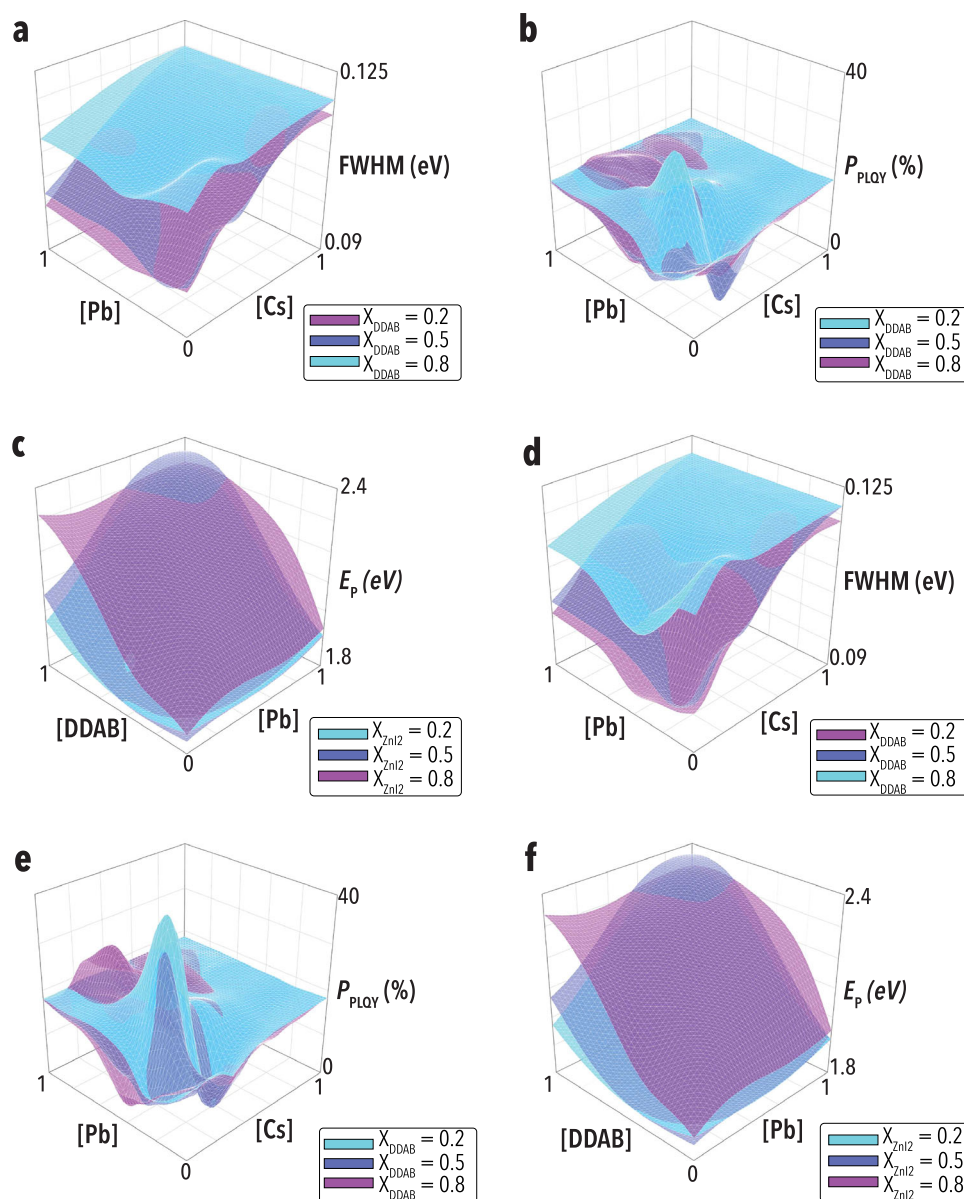 a
0.125
FWHM (eV)
0.09
1
1
[Pb]
[Cs]
0
X_DDAB = 0.2
X_DDAB = 0.5
X_DDAB = 0.8
b
40
P_PLQY (%)
0
1
1
[Pb]
[Cs]
0
X_DDAB = 0.2
X_DDAB = 0.5
X_DDAB = 0.8
c
2.4
E_P (eV)
1.8
1
1
[DDAB]
[Pb]
0
X_ZnI2 = 0.2
X_ZnI2 = 0.5
X_ZnI2 = 0.8
d
0.125
FWHM (eV)
0.09
1
1
[Pb]
[Cs]
0
X_DDAB = 0.2
X_DDAB = 0.5
X_DDAB = 0.8
e
40
P_PLQY (%)
0
1
1
[Pb]
[Cs]
0
X_DDAB = 0.2
X_DDAB = 0.5
X_DDAB = 0.8
f
2.4
E_P (eV)
1.8
1
1
[DDAB]
[Pb]
0
X_ZnI2 = 0.2
X_ZnI2 = 0.5
X_ZnI2 = 0.8